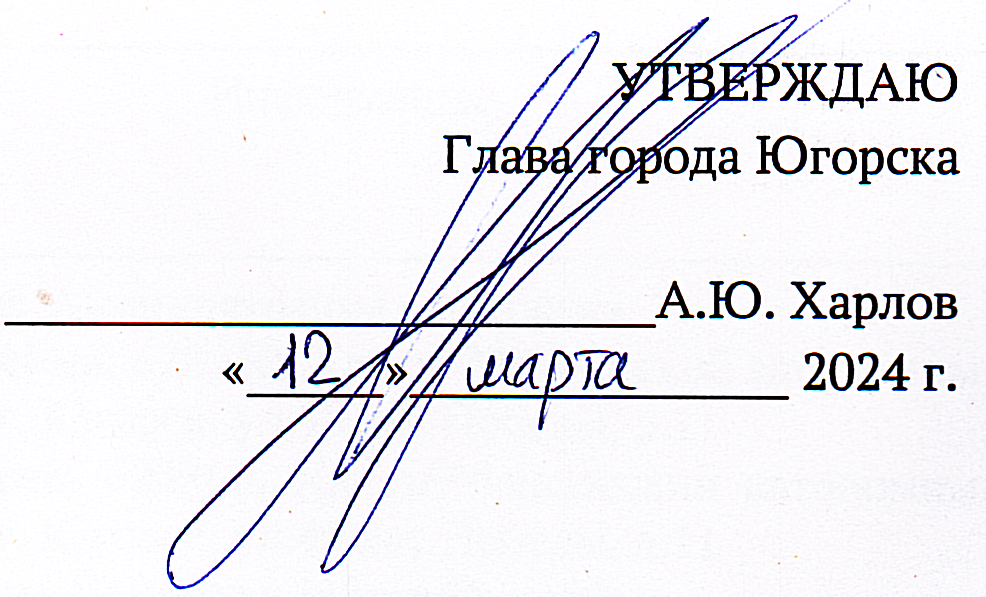 УТВЕРЖДАЮ
Глава города Югорска
А.Ю. Харлов
« 12 » марта 2024 г.